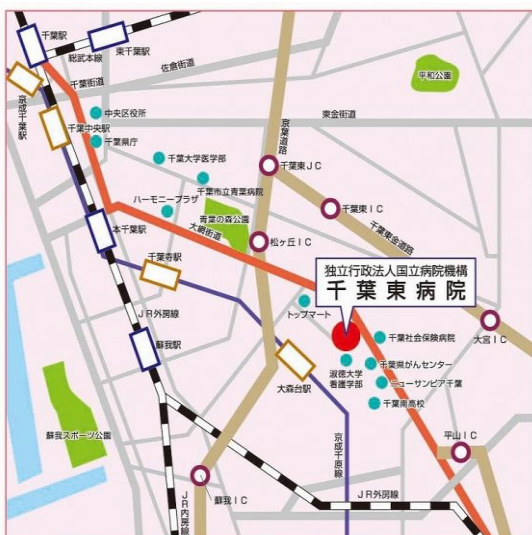 千葉駅
総武本線
東千葉駅
佐倉街道
千葉街道
平和公園
京成千葉駅
千葉中央駅
中央区役所
千葉県庁
東金街道
京葉道路
千葉大学医学部
千葉東JC
千葉市立青葉病院
ハーモニープラザ
青葉の森公園
千葉東IC
本千葉駅
大網街道
松ヶ丘IC
千葉東金道路
千葉寺駅
独立行政法人国立病院機構
千葉東病院
JR外房線
トップマート
大宮IC
蘇我駅
千葉社会保険病院
淑徳大学
看護学部
千葉県がんセンター
大森台駅
ニューサンピア千葉
千葉南高校
蘇我スポーツ公園
京成千原線
平山IC
蘇我IC
JR外房線
JR内房線